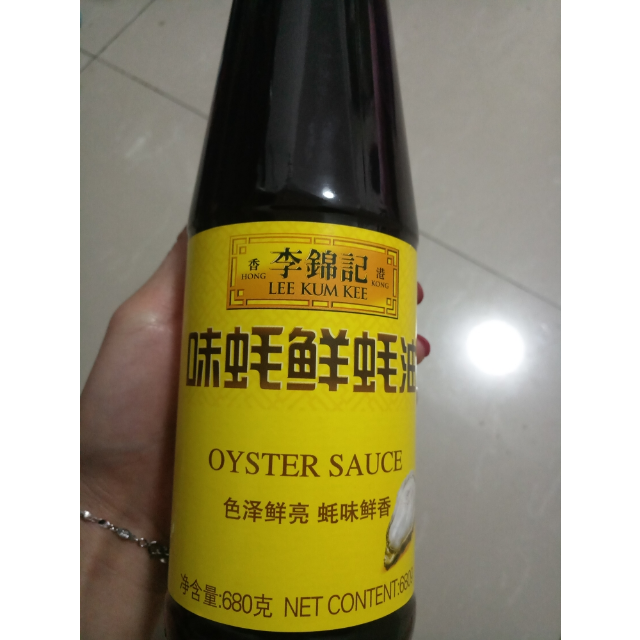 香 李錦記 港
HONG LEE KUM KEE KONG
味蚝鲜蚝油
OYSTER SAUCE
色泽鲜亮 蚝味鲜香
净含量:680克 NET CONTENT:680g